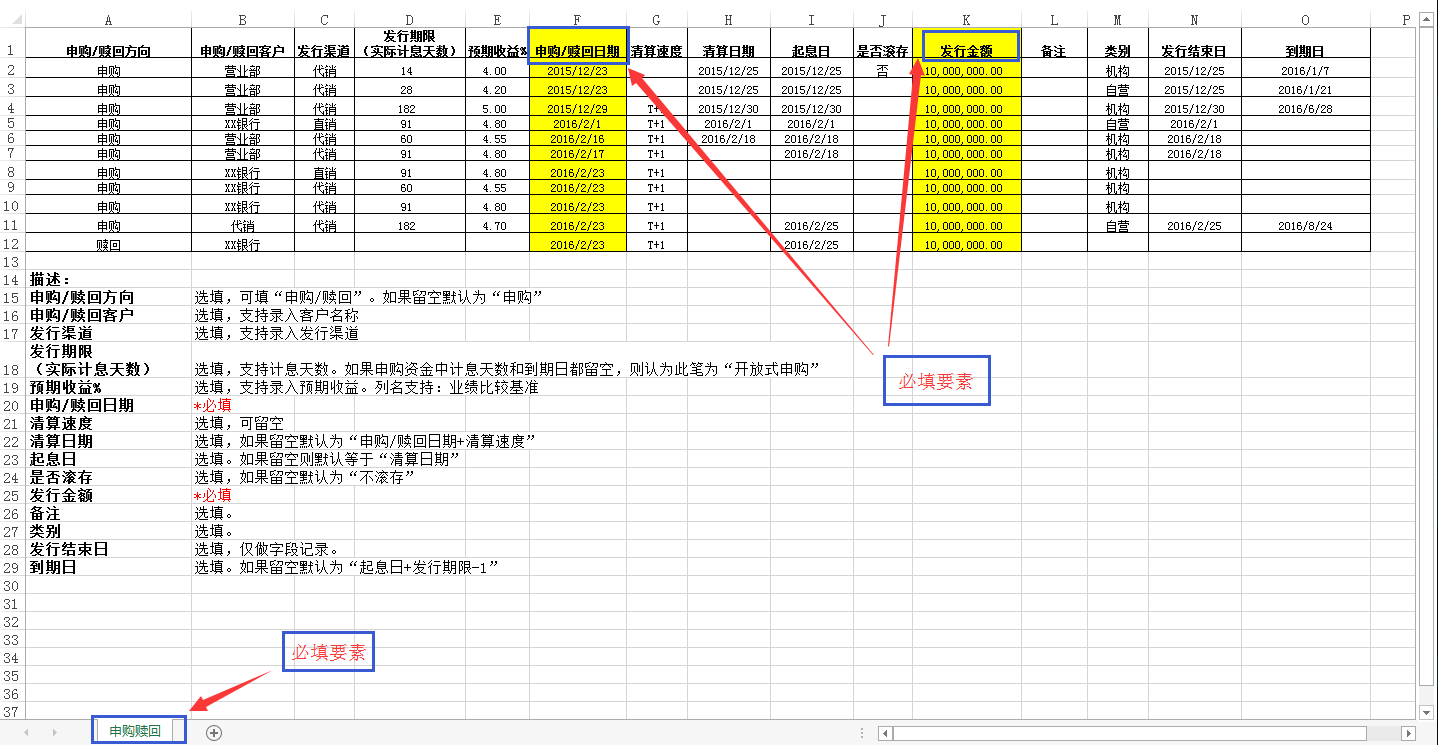 A B C D E F G H I J K L M N O P
1 申购/赎回方向 申购/赎回客户 发行渠道 发行期限（实际计息天数） 预期收益% 申购/赎回日期 清算速度 清算日期 起息日 是否滚存 发行金额 备注 类别 发行结束日 到期日
2 申购 营业部 代销 14 4.00 2015/12/23 2015/12/25 2015/12/25 否 10,000,000.00 机构 2015/12/25 2016/1/7
3 申购 营业部 代销 28 4.20 2015/12/23 2015/12/25 2015/12/25 10,000,000.00 自营 2015/12/25 2016/1/21
4 申购 营业部 代销 182 5.00 2015/12/29 T+1 2015/12/30 2015/12/30 10,000,000.00 机构 2015/12/30 2016/6/28
5 申购 XX银行 直销 91 4.80 2016/2/1 T+1 2016/2/1 2016/2/1 10,000,000.00 自营 2016/2/1
6 申购 营业部 代销 60 4.55 2016/2/16 T+1 2016/2/18 2016/2/18 10,000,000.00 机构 2016/2/18
7 申购 营业部 代销 91 4.80 2016/2/17 T+1 2016/2/18 10,000,000.00 机构 2016/2/18
8 申购 XX银行 直销 91 4.80 2016/2/23 T+1 10,000,000.00 机构
9 申购 XX银行 代销 60 4.55 2016/2/23 T+1 10,000,000.00 机构
10 申购 XX银行 代销 91 4.80 2016/2/23 T+1 10,000,000.00 机构
11 申购 代销 代销 182 4.70 2016/2/23 T+1 2016/2/25 10,000,000.00 自营 2016/2/25 2016/8/24
12 赎回 XX银行 2016/2/23 T+1 2016/2/25 10,000,000.00
13
14 描述：
15 申购/赎回方向 选填，可填“申购/赎回”。如果留空默认为“申购”
16 申购/赎回客户 选填，支持录入客户名称
17 发行渠道 选填，支持录入发行渠道
发行期限
18 （实际计息天数） 选填，支持计息天数。如果申购资金中计息天数和到期日都留空，则认为此笔为“开放式申购”
必填要素
19 预期收益% 选填，支持录入预期收益。列名支持：业绩比较基准
20 申购/赎回日期 *必填
21 清算速度 选填，可留空
22 清算日期 选填，如果留空默认为“申购/赎回日期+清算速度”
23 起息日 选填。如果留空则默认等于“清算日期”
24 是否滚存 选填，如果留空默认为“不滚存”
25 发行金额 *必填
26 备注 选填。
27 类别 选填。
28 发行结束日 选填，仅做字段记录。
29 到期日 选填。如果留空默认为“起息日+发行期限-1”
30
31
32
33
必填要素
34
35
36
37
申购赎回